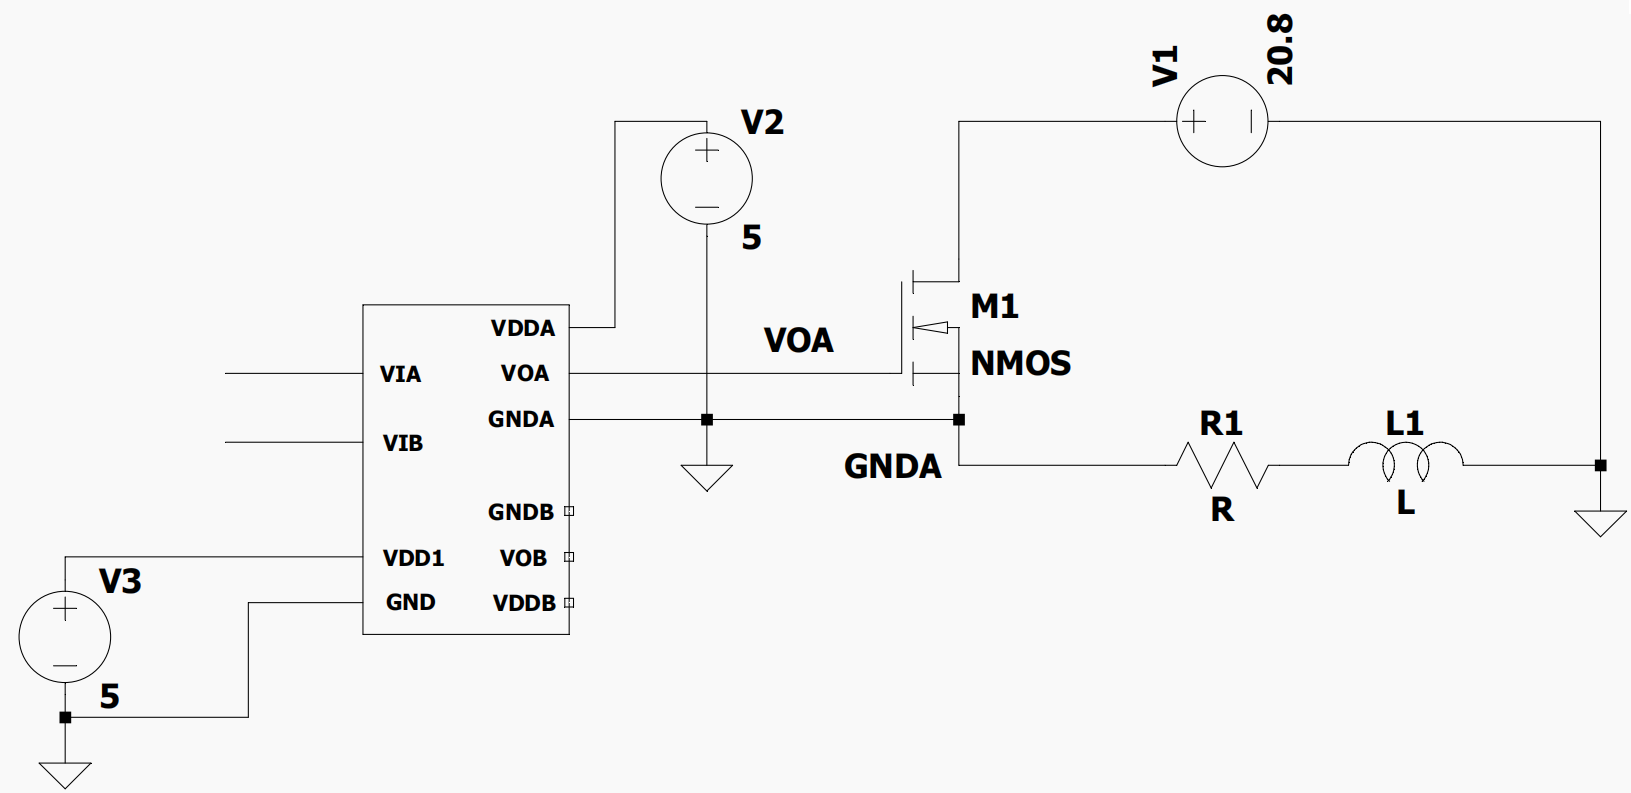 V1
20.8
V2
5
VDDA
VIA
VOA
VOA
M1
NMOS
GNDA
VIB
GNDA
R1
L1
R
L
GNDB
VDD1
VOB
V3
GND
VDDB
5